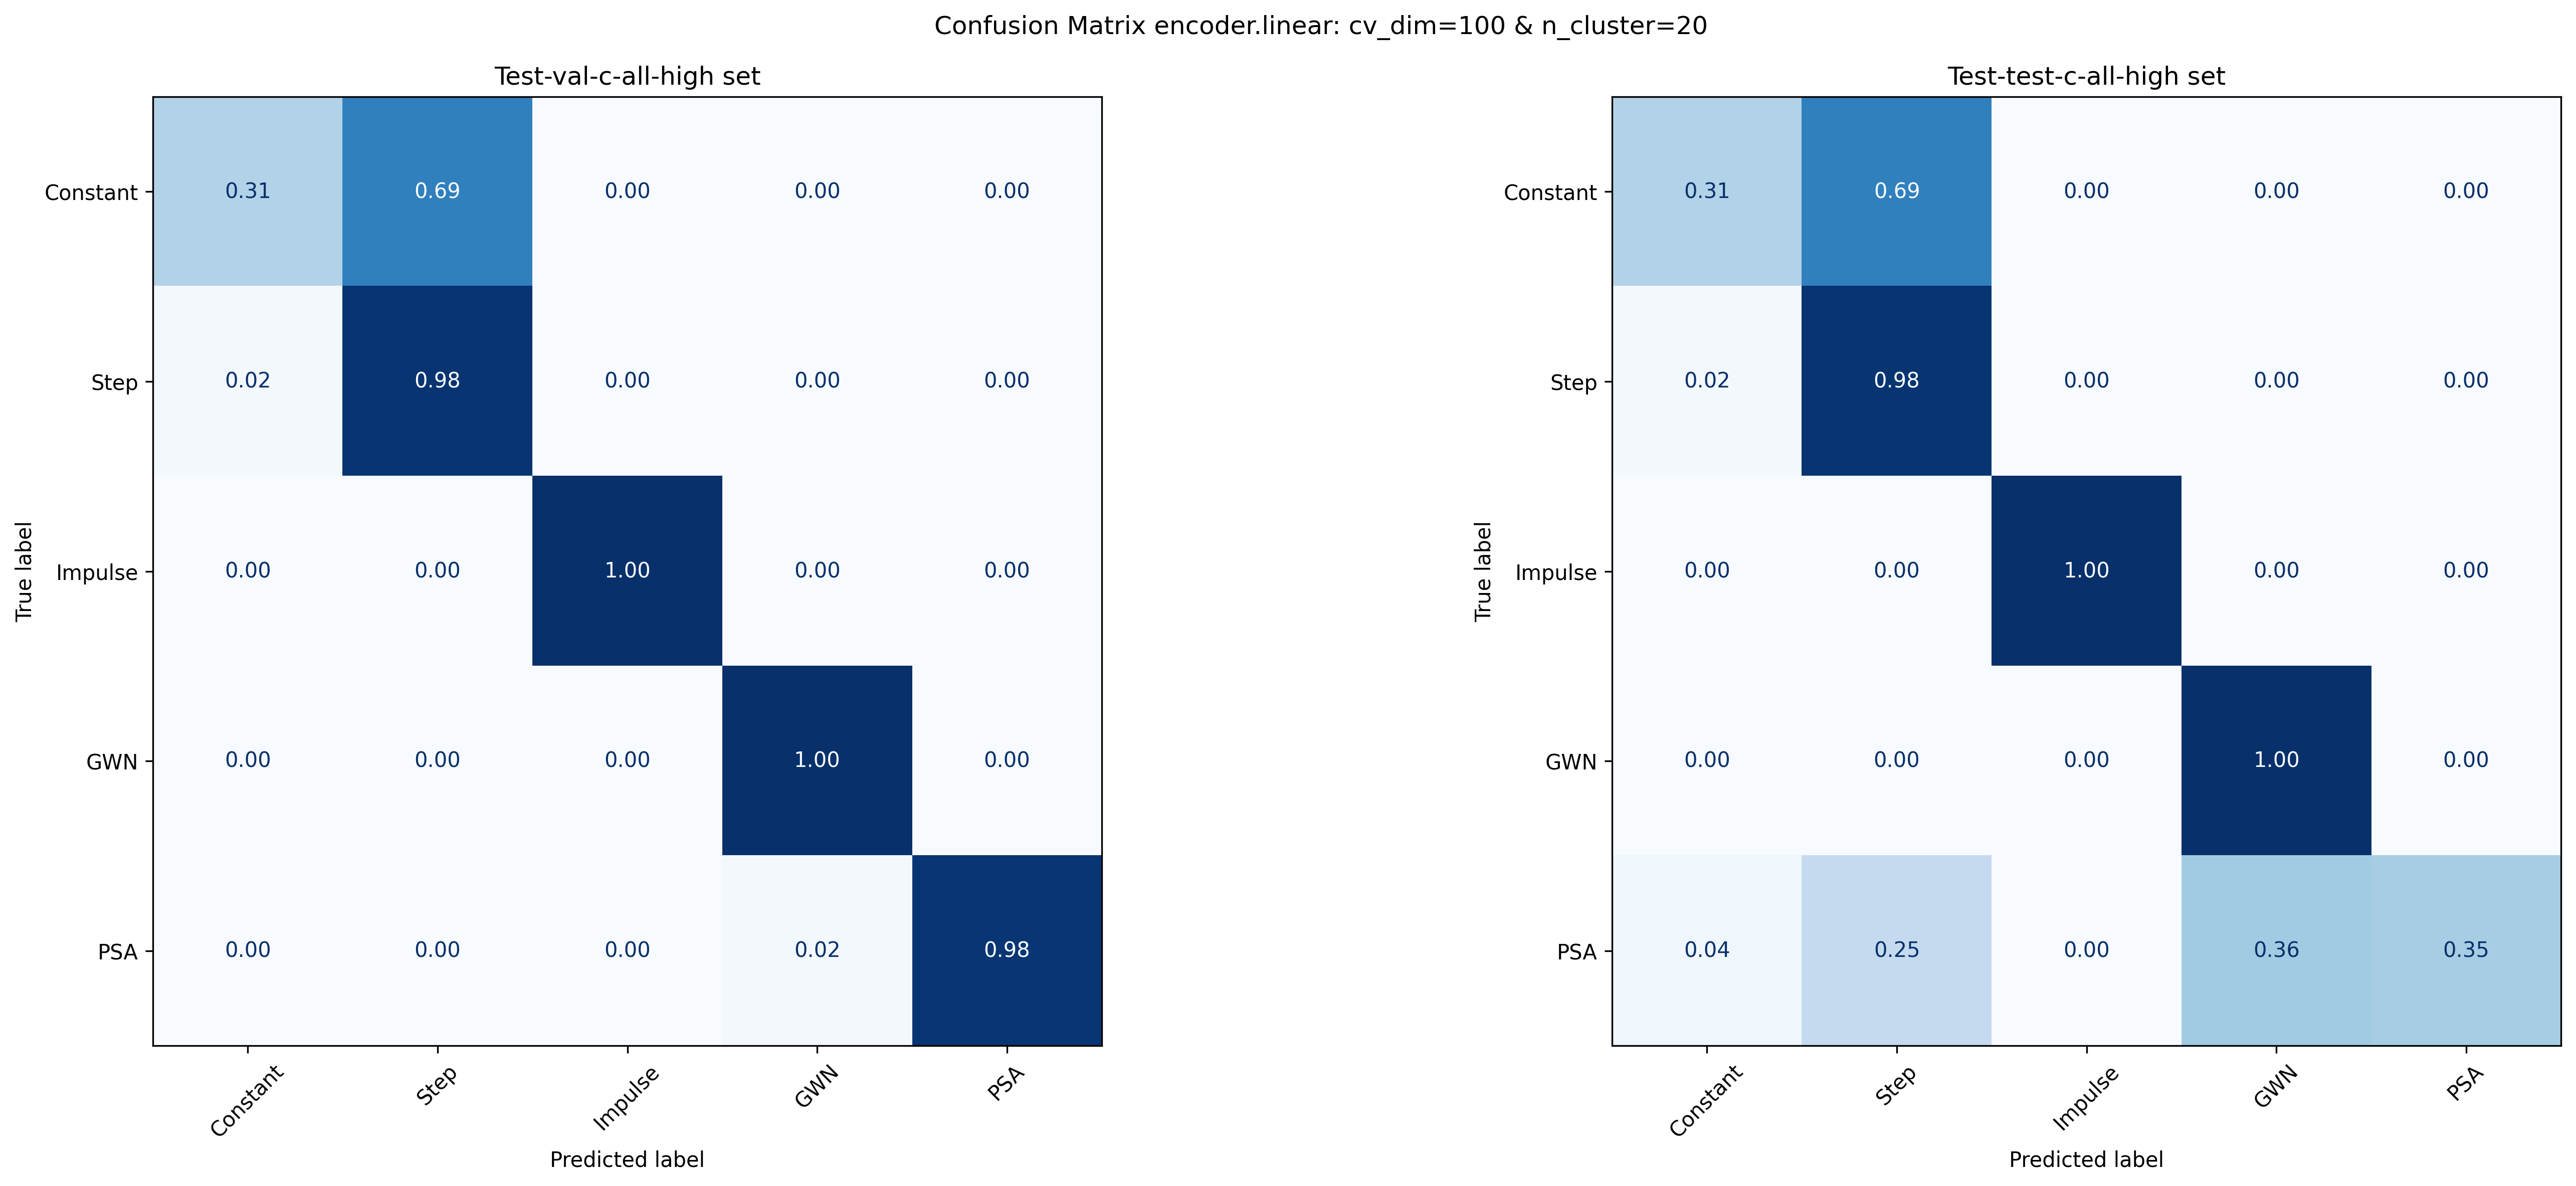 Confusion Matrix encoder.linear: cv_dim=100 & n_cluster=20
Test-val-c-all-high set
True label
Constant 0.31 0.69 0.00 0.00 0.00
Step 0.02 0.98 0.00 0.00 0.00
Impulse 0.00 0.00 1.00 0.00 0.00
GWN 0.00 0.00 0.00 1.00 0.00
PSA 0.00 0.00 0.00 0.02 0.98
Constant Step Impulse GWN PSA
Predicted label
Test-test-c-all-high set
True label
Constant 0.31 0.69 0.00 0.00 0.00
Step 0.02 0.98 0.00 0.00 0.00
Impulse 0.00 0.00 1.00 0.00 0.00
GWN 0.00 0.00 0.00 1.00 0.00
PSA 0.04 0.25 0.00 0.36 0.35
Constant Step Impulse GWN PSA
Predicted label